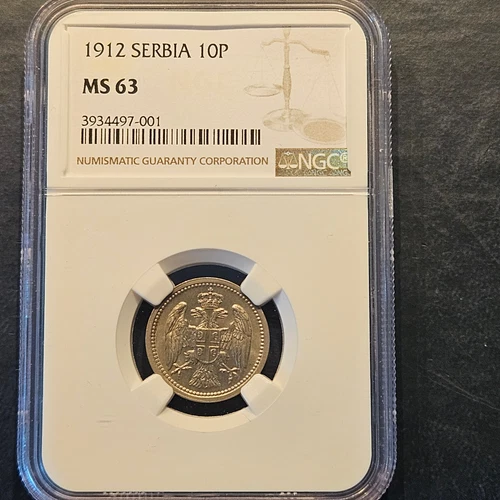 1912 SERBIA 10P
MS 63
3934497-001
NUMISMATIC GUARANTY CORPORATION
NGC